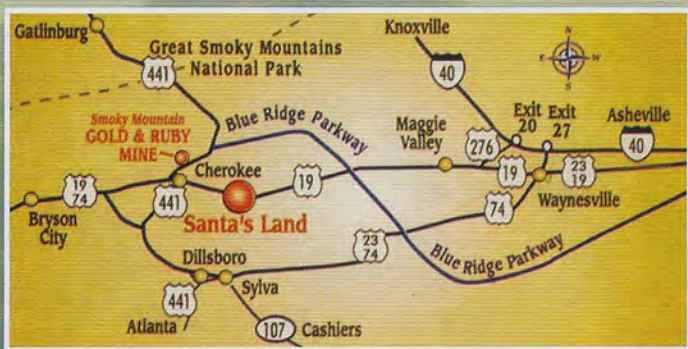 Gatlinburg
441
Great Smoky Mountains
National Park
Knoxville
40
N
E W
S
Smoky Mountain
GOLD & RUBY
MINE
Blue Ridge Parkway
Maggie
Valley
276
Exit
20
Exit
27
Asheville
40
Cherokee
19
74
Bryson
City
441
Santa's Land
19
19
23
19
Waynesville
74
23
74
Blue Ridge Parkway
Dillsboro
Sylva
441
Atlanta
107
Cashiers